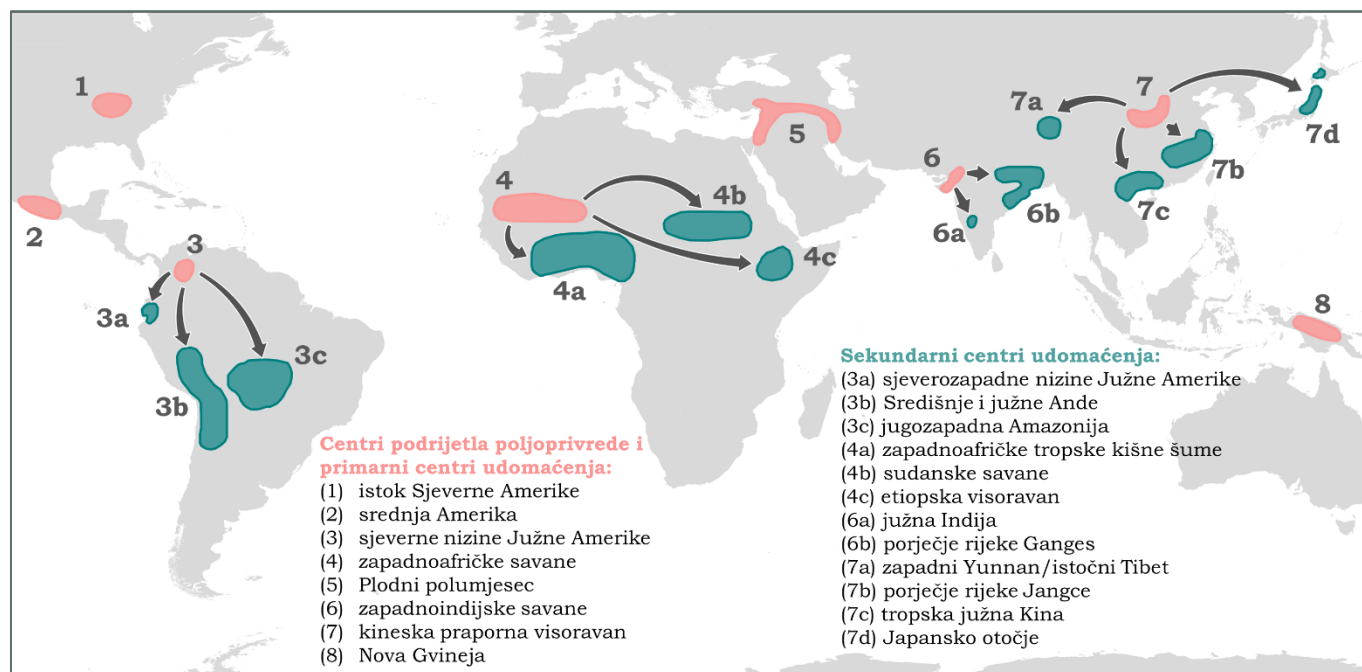 1
2
3
3a
3b
3c
4
4a
4b
4c
5
6
6a
6b
7
7a
7b
7c
7d
8
Centri podrijetla poljoprivrede i
primarni centri udomaćenja:
(1) istok Sjeverne Amerike
(2) srednja Amerika
(3) sjeverne nizine Južne Amerike
(4) zapadnoafričke savane
(5) Plodni polumjesec
(6) zapadnoindijske savane
(7) kineska praporna visoravan
(8) Nova Gvineja
Sekundarni centri udomaćenja:
(3a) sjeverozapadne nizine Južne Amerike
(3b) Središnje i južne Ande
(3c) jugozapadna Amazonija
(4a) zapadnoafričke tropske kišne šume
(4b) sudanske savane
(4c) etiopska visoravan
(6a) južna Indija
(6b) porječje rijeke Ganges
(7a) zapadni Yunnan/istočni Tibet
(7b) porječje rijeke Jangce
(7c) tropska južna Kina
(7d) Japansko otočje